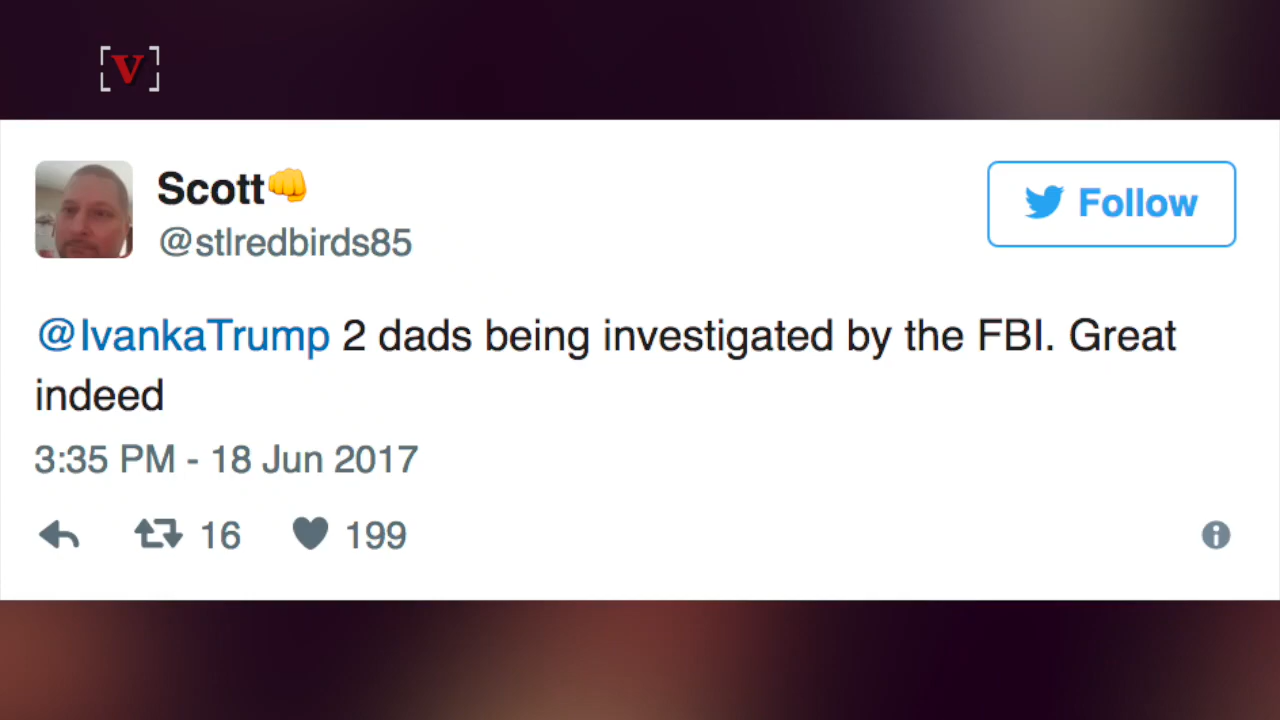 V
Scott👊
@stlredbirds85
Follow
@IvankaTrump 2 dads being investigated by the FBI. Great
indeed
3:35 PM - 18 Jun 2017
16 199